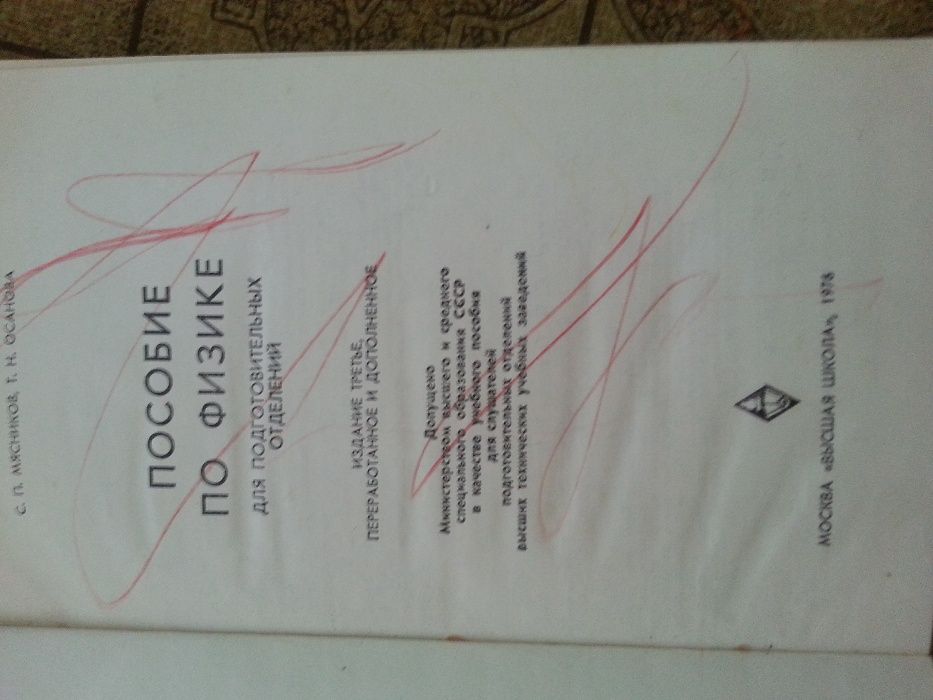 С. П. МЯСНИКОВ, Т. Н. ОСАНОВА
ПОСОБИЕ
ПО ФИЗИКЕ
ДЛЯ ПОДГОТОВИТЕЛЬНЫХ
ОТДЕЛЕНИЙ
ИЗДАНИЕ ТРЕТЬЕ,
ПЕРЕРАБОТАННОЕ И ДОПОЛНЕННОЕ
Допущено
Министерством высшего и среднего
специального образования СССР
в качестве учебного пособия
для слушателей
подготовительных отделений
высших технических учебных заведений
МОСКВА «ВЫСШАЯ ШКОЛА», 1976